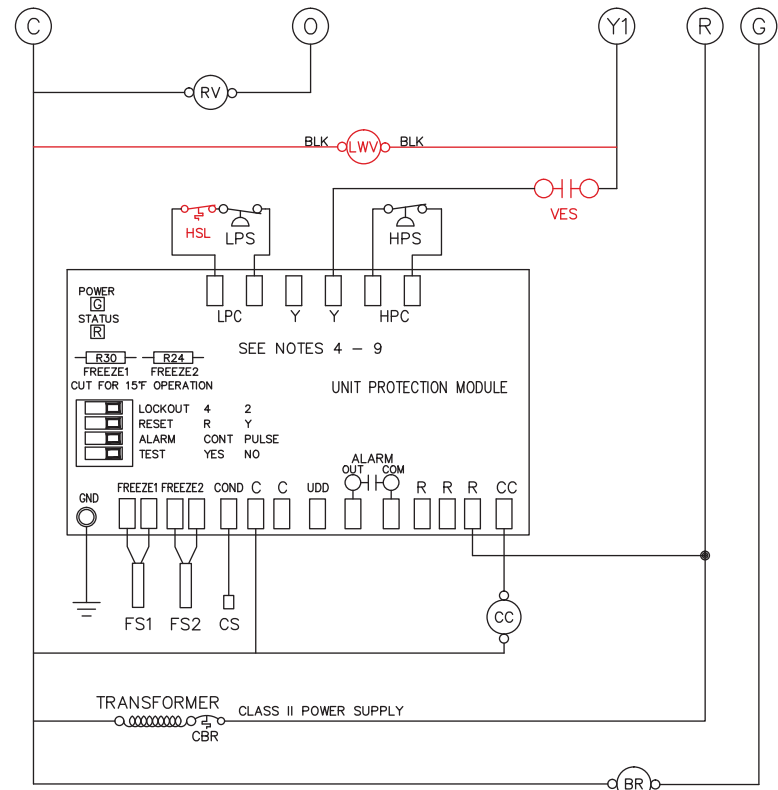 C O Y1 R G
RV
BLK LWV BLK
VES
HSL LPS HPS
LPC Y Y HPC
POWER
G
STATUS
R
SEE NOTES 4 - 9
R30 R24
FREEZE1 FREEZE2
CUT FOR 15°F OPERATION
UNIT PROTECTION MODULE
LOCKOUT 4 2
RESET R Y
ALARM CONT PULSE
TEST YES NO
ALARM
OUT COM
GND FREEZE1 FREEZE2 COND C C UDD R R R CC
FS1 FS2 CS
CC
TRANSFORMER
CLASS II POWER SUPPLY
CBR
BR